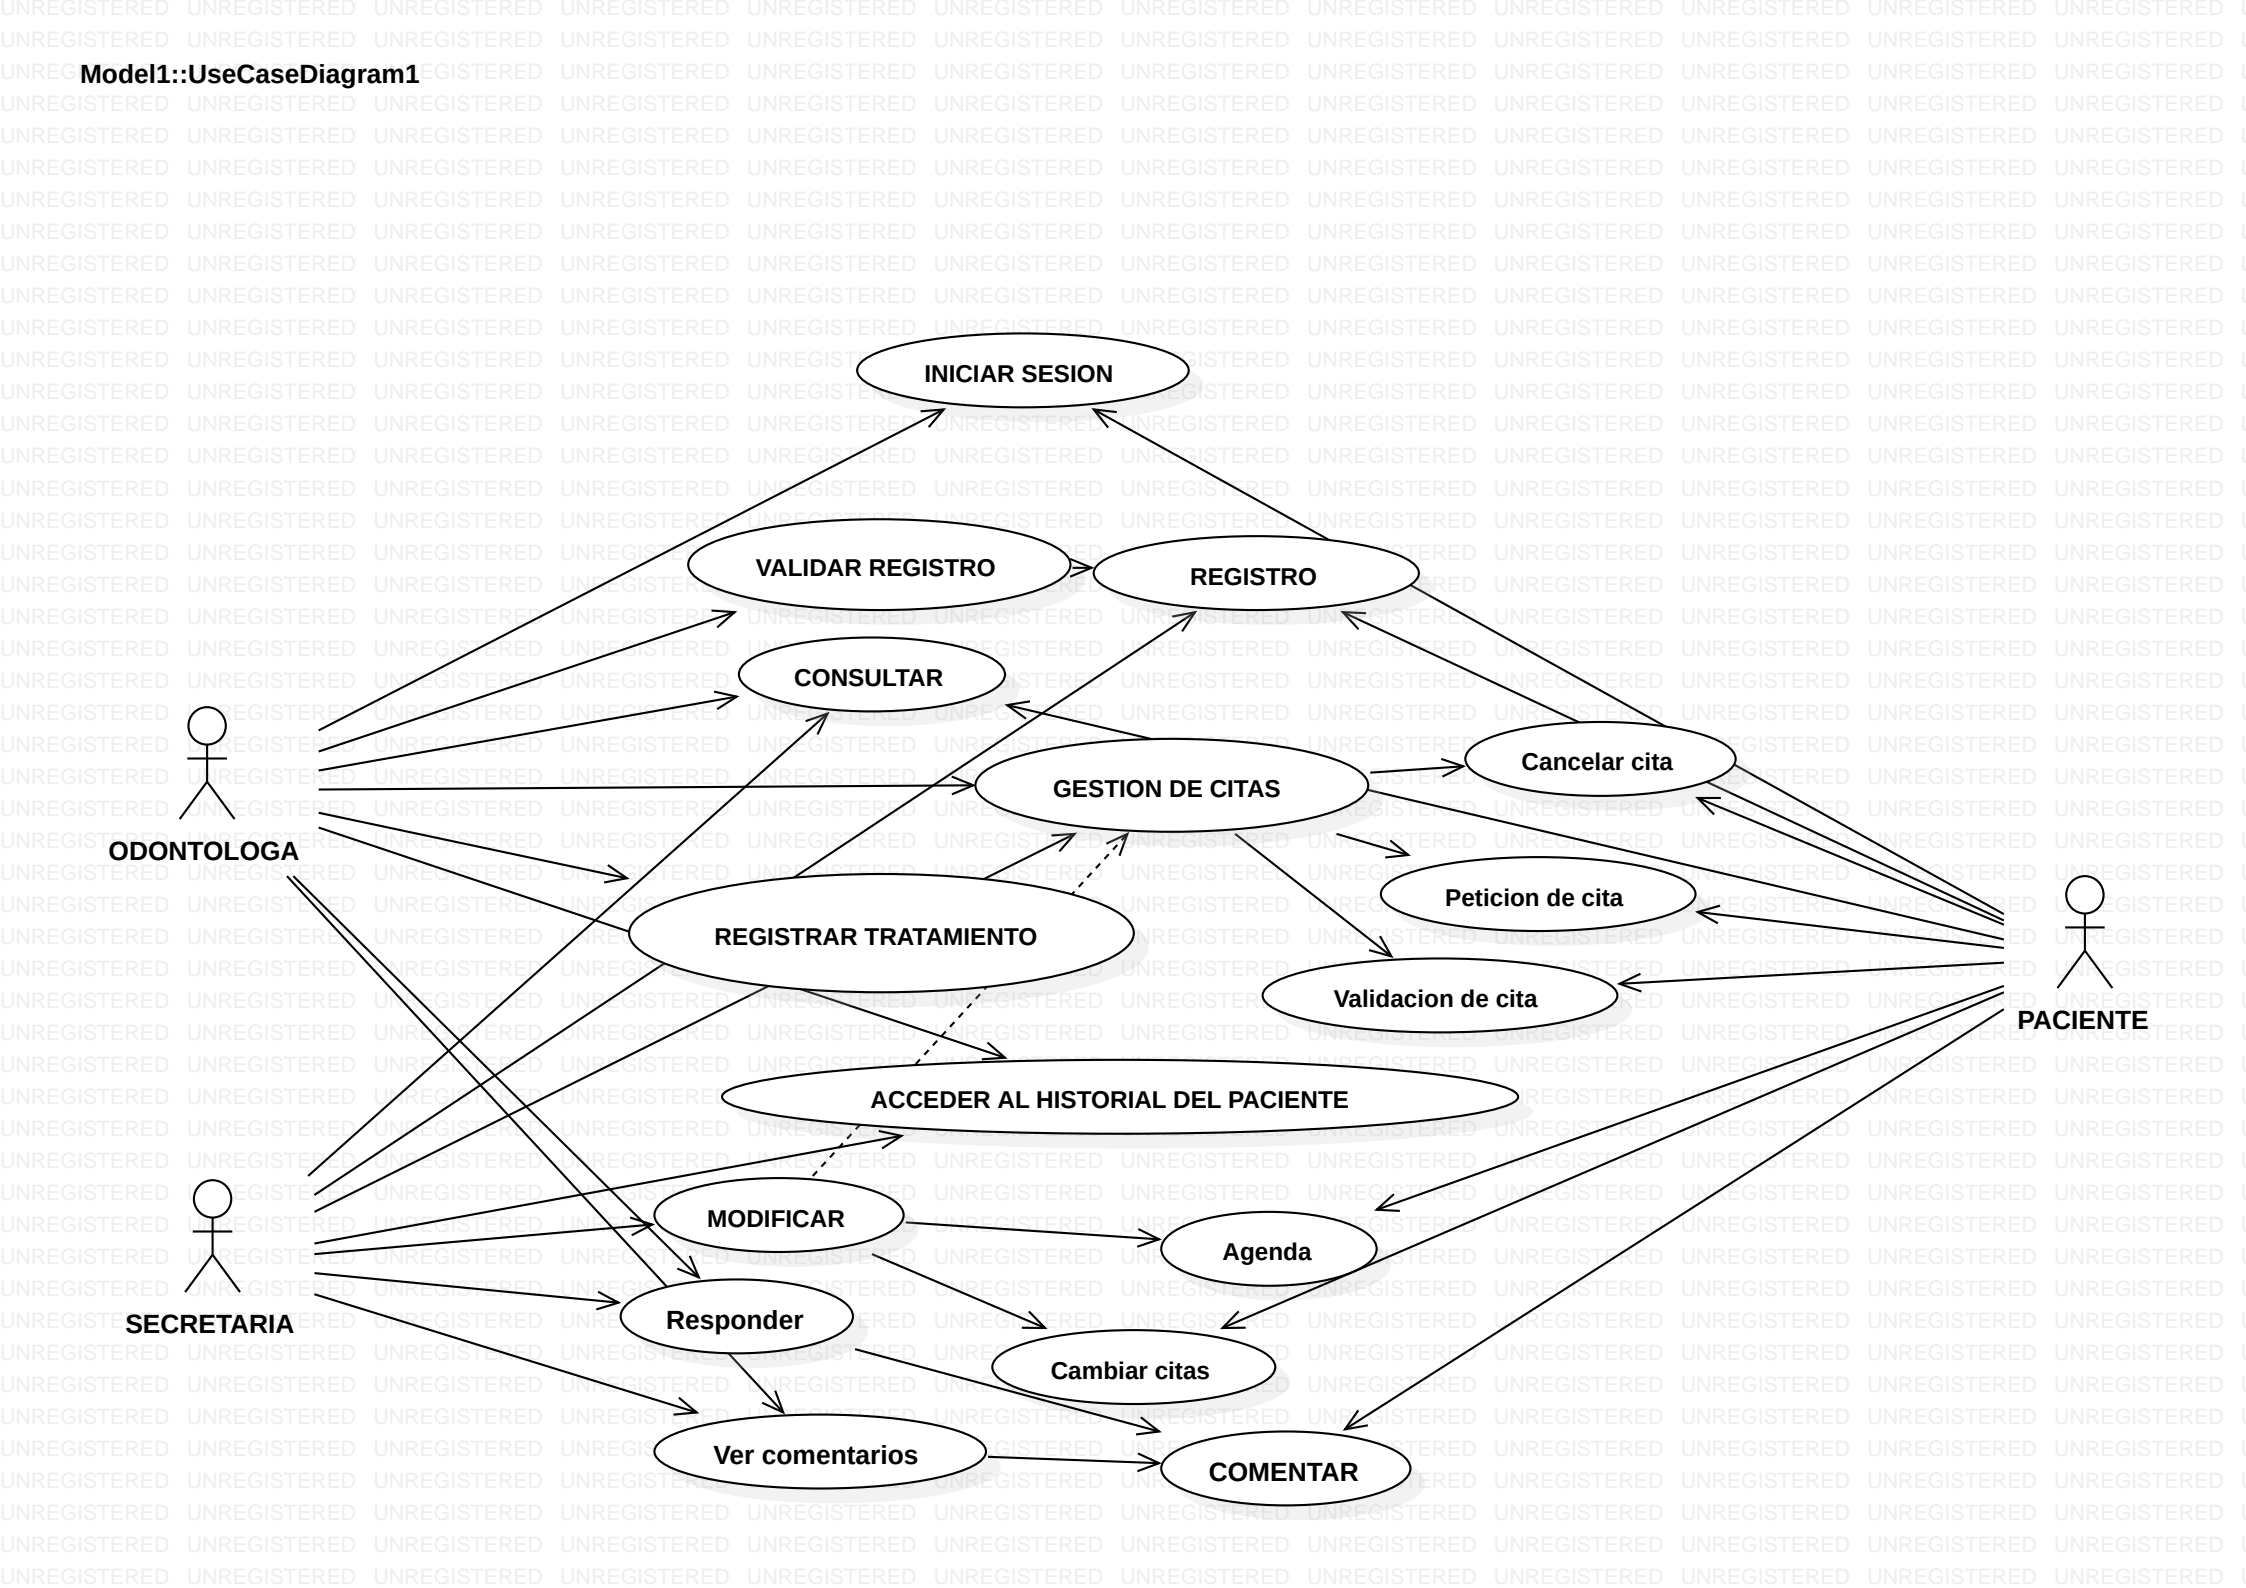 Model1::UseCaseDiagram1
INICIAR SESION
VALIDAR REGISTRO
REGISTRO
CONSULTAR
GESTION DE CITAS
Cancelar cita
ODONTOLOGA
Peticion de cita
REGISTRAR TRATAMIENTO
Validacion de cita
PACIENTE
ACCEDER AL HISTORIAL DEL PACIENTE
MODIFICAR
Agenda
SECRETARIA
Responder
Cambiar citas
Ver comentarios
COMENTAR
UNREGISTERED